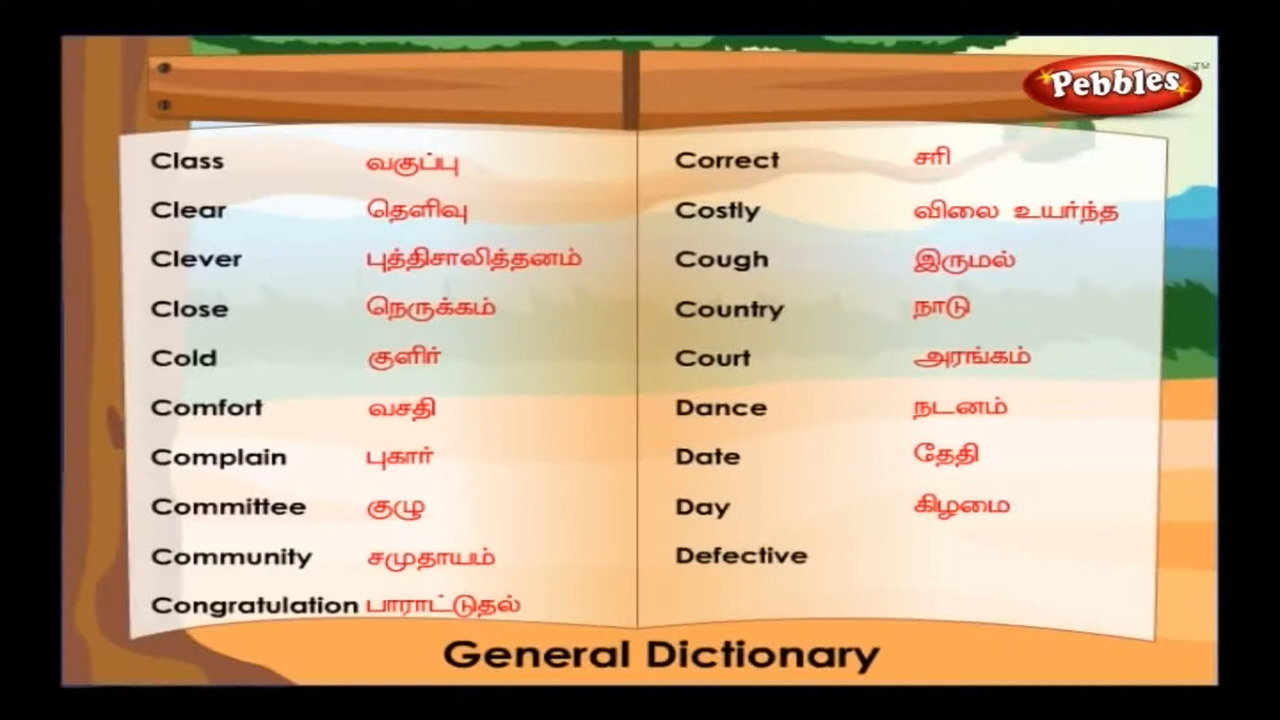 Pebbles™
Class வகுப்பு
Clear தெளிவு
Clever புத்திசாலித்தனம்
Close நெருக்கம்
Cold குளிர்
Comfort வசதி
Complain புகார்
Committee குழு
Community சமுதாயம்
Congratulation பாராட்டுதல்
Correct சரி
Costly விலை உயர்ந்த
Cough இருமல்
Country நாடு
Court அரங்கம்
Dance நடனம்
Date தேதி
Day கிழமை
Defective
General Dictionary